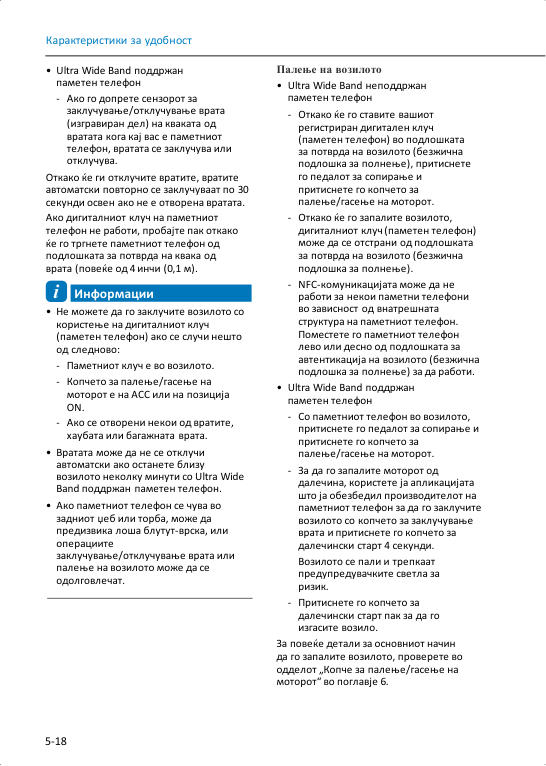 Карактеристики за удобност
• Ultra Wide Band поддржан
паметен телефон
- Ако го допрете сензорот за
заклучување/отклучување врата
(изгравиран дел) на кваката од
вратата кога кај вас е паметниот
телефон, вратата се заклучува или
отклучува.
Откако ќе ги отклучите вратите, вратите
автоматски повторно се заклучуваат по 30
секунди освен ако не е отворена вратата.
Ако дигиталниот клуч на паметниот
телефон не работи, пробајте пак откако
ќе го тргнете паметниот телефон од
подлошката за потврда на квака од
врата (повеќе од 4 инчи (0,1 м).
i Информации
• Не можете да го заклучите возилото со
користење на дигиталниот клуч
(паметен телефон) ако се случи нешто
од следново:
- Паметниот клуч е во возилото.
- Копчето за палење/гасење на
моторот е на ACC или на позиција
ON.
- Ако се отворени некои од вратите,
хаубата или багажната врата.
• Вратата може да не се отклучи
автоматски ако останете близу
возилото неколку минути со Ultra Wide
Band поддржан паметен телефон.
• Ако паметниот телефон се чува во
задниот џеб или торба, може да
предизвика лоша блутут-врска, или
операциите
заклучување/отклучување врата или
палење на возилото може да се
одолговлечат.
Палење на возилото
• Ultra Wide Band неподдржан
паметен телефон
- Откако ќе го ставите вашиот
регистриран дигитален клуч
(паметен телефон) во подлошката
за потврда на возилото (безжична
подлошка за полнење), притиснете
го педалот за сопирање и
притиснете го копчето за
палење/гасење на моторот.
- Откако ќе го запалите возилото,
дигиталниот клуч (паметен телефон)
може да се отстрани од подлошката
за потврда на возилото (безжична
подлошка за полнење).
- NFC-комуникацијата може да не
работи за некои паметни телефони
во зависност од внатрешната
структура на паметниот телефон.
Поместете го паметниот телефон
лево или десно од подлошката за
автентикација на возилото (безжична
подлошка за полнење) за да работи.
• Ultra Wide Band поддржан
паметен телефон
- Со паметниот телефон во возилото,
притиснете го педалот за сопирање и
притиснете го копчето за
палење/гасење на моторот.
- За да го запалите моторот од
далечина, користете ја апликацијата
што ја обезбедил производителот на
паметниот телефон за да го заклучите
возилото со копчето за заклучување
врата и притиснете го копчето за
далечински старт 4 секунди.
Возилото се пали и трепкаат
предупредувачките светла за
ризик.
- Притиснете го копчето за
далечински старт пак за да го
изгасите возило.
За повеќе детали за основниот начин
да го запалите возилото, проверете во
одделот „Копче за палење/гасење на
моторот“ во поглавје 6.
5-18